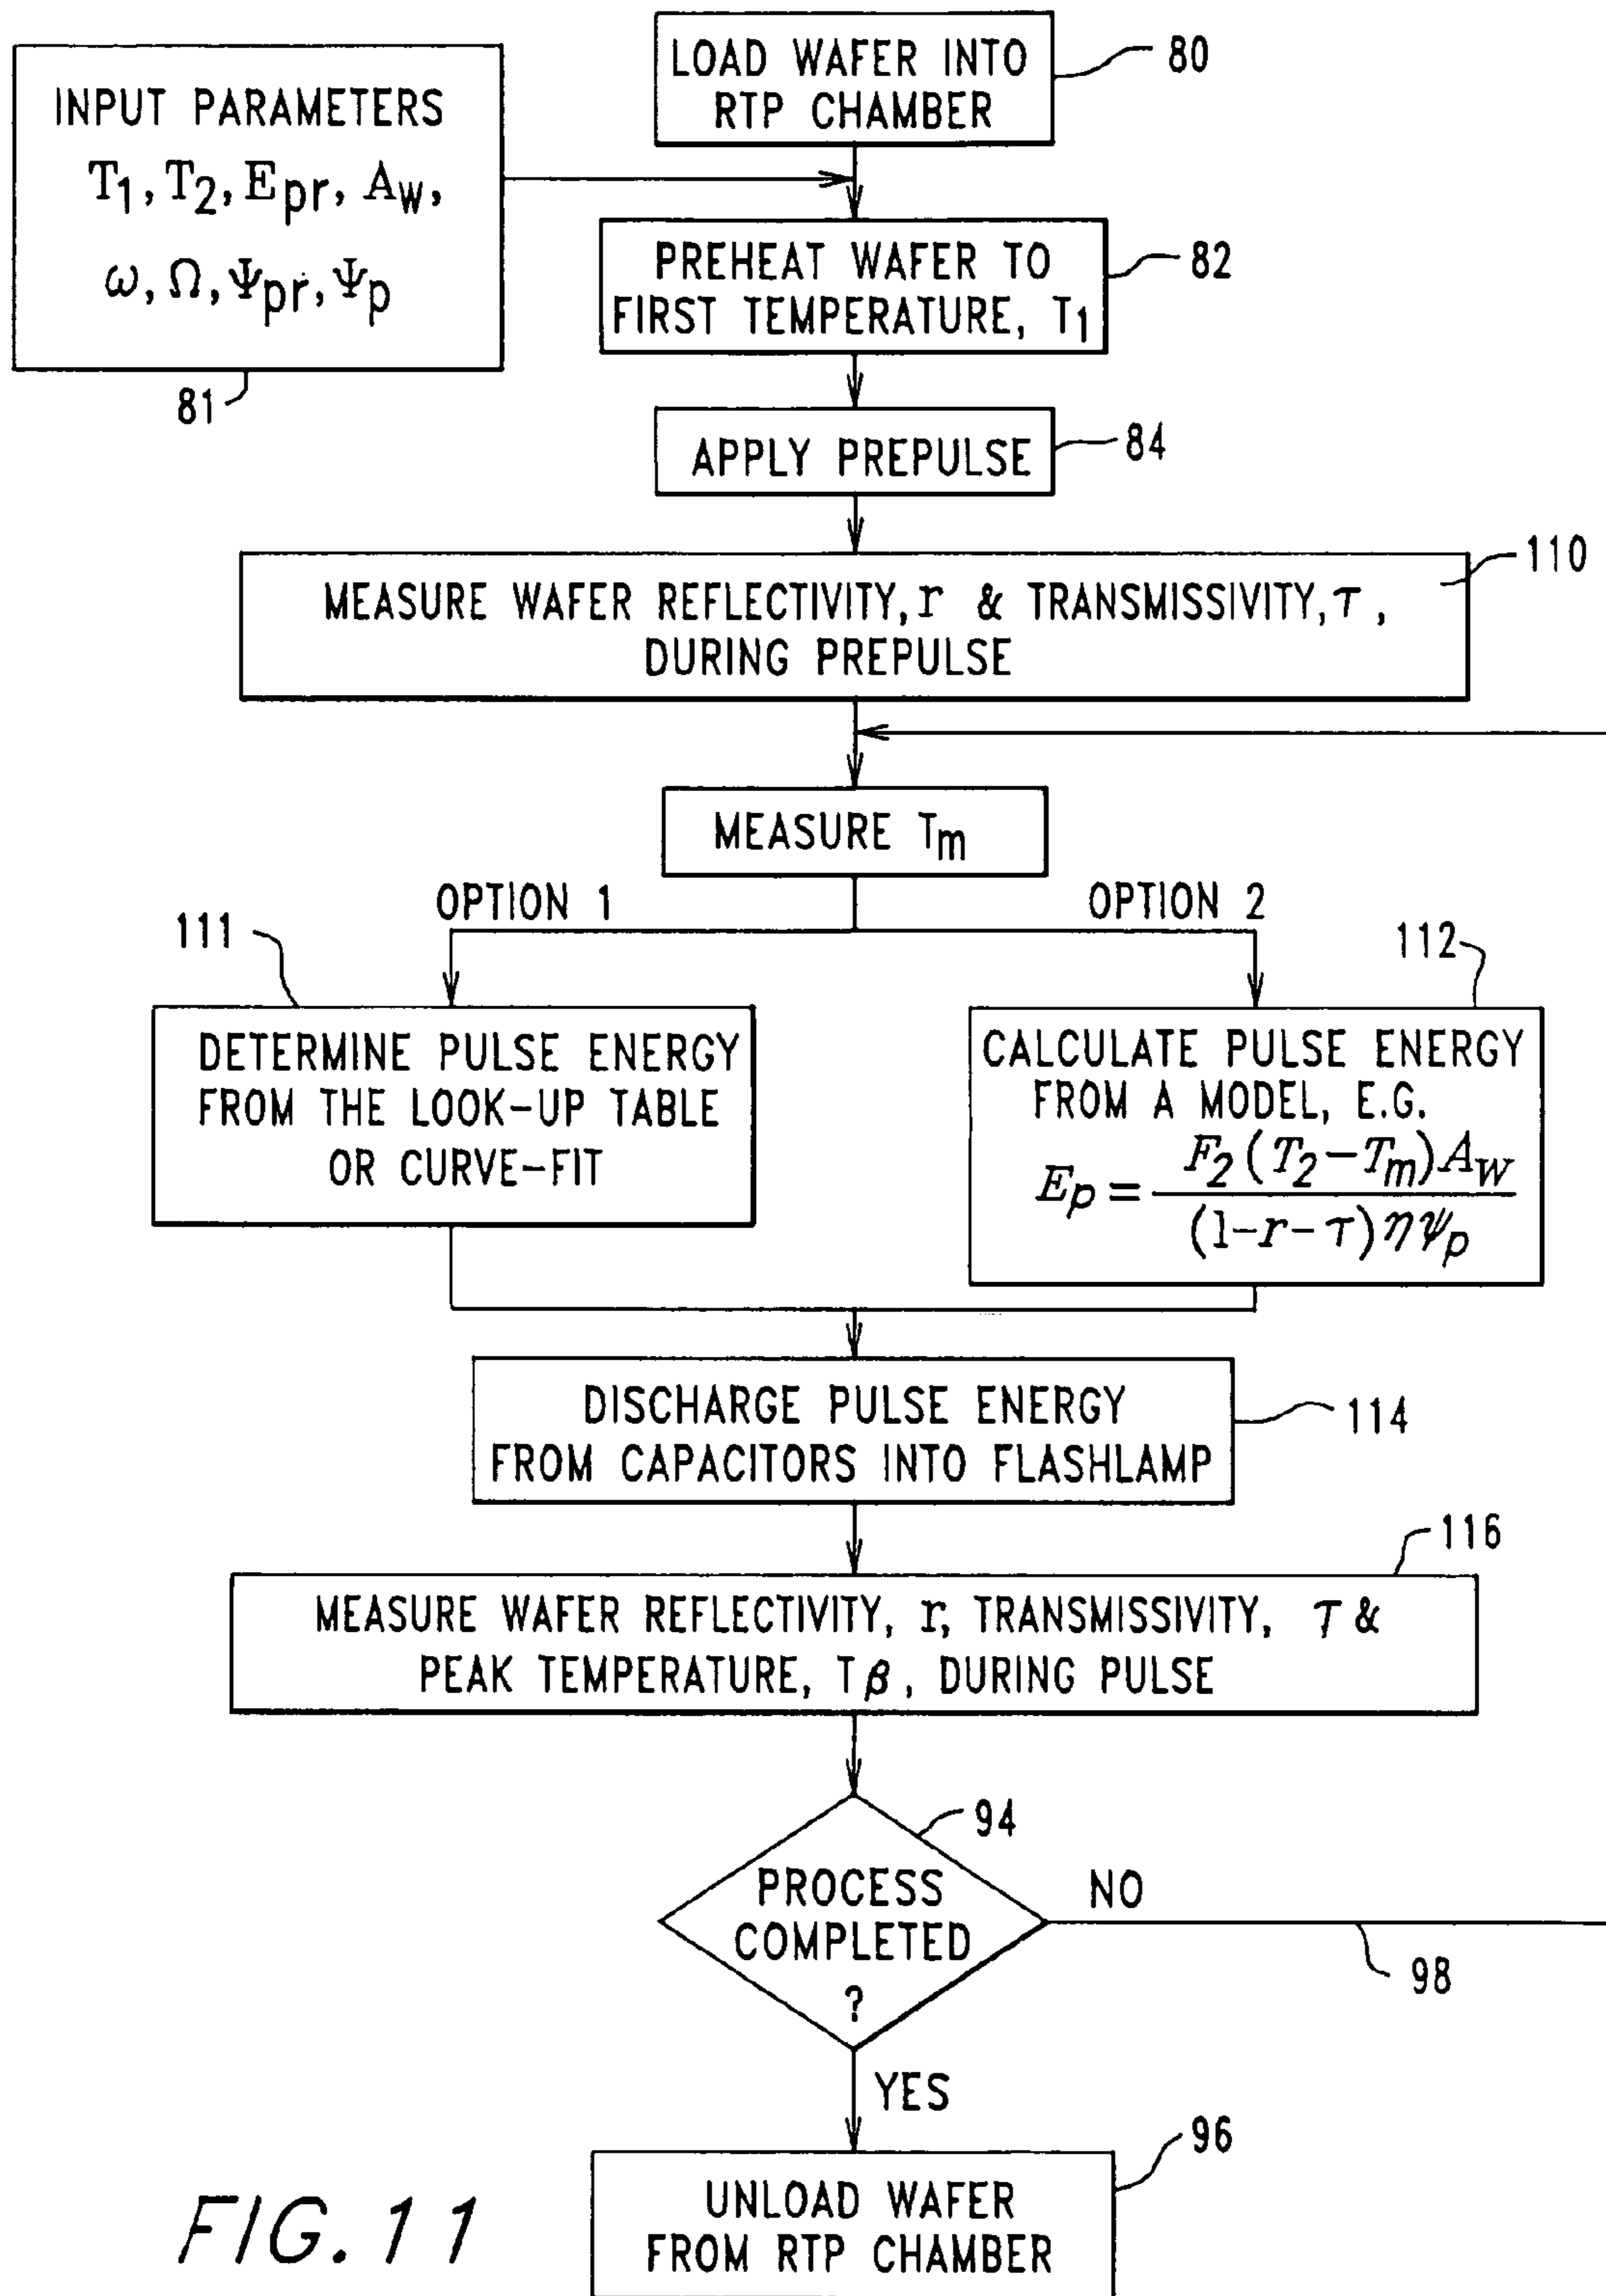 LOAD WAFER INTO
RTP CHAMBER
80
INPUT PARAMETERS
T1, T2, Epr, Aw,
ω, Ω, Ψpr, Ψp
81
PREHEAT WAFER TO
FIRST TEMPERATURE, T1
82
APPLY PREPULSE
84
MEASURE WAFER REFLECTIVITY, r & TRANSMISSIVITY, τ,
DURING PREPULSE
110
MEASURE Tm
OPTION 1
OPTION 2
111
DETERMINE PULSE ENERGY
FROM THE LOOK-UP TABLE
OR CURVE-FIT
112
CALCULATE PULSE ENERGY
FROM A MODEL, E.G.
Ep = F2 (T2-Tm) Aw / (1-r-τ) η ψp
DISCHARGE PULSE ENERGY
FROM CAPACITORS INTO FLASHLAMP
114
116
MEASURE WAFER REFLECTIVITY, r, TRANSMISSIVITY, τ &
PEAK TEMPERATURE, Tβ, DURING PULSE
94
PROCESS
COMPLETED
?
NO
98
YES
96
UNLOAD WAFER
FROM RTP CHAMBER
FIG. 11